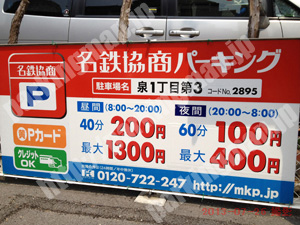 名鉄協商
P
名鉄協商パーキング
駐車場名 泉1丁目第3 コードNo.2895
昼間 (8:00~20:00)
40分 200円
最大 1300円
夜間 (20:00~8:00)
60分 100円
最大 400円
Pカード
クレジット
OK
0120-722-247
http://mkp.jp/